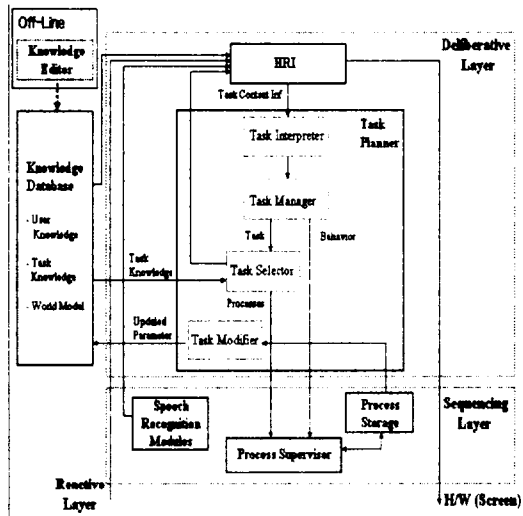 Off-Line
Knowledge
Editor
HRI
Deliberative
Layer
Task Context Inf
Task
Planner
Task Interpreter
Knowledge
Database
- User
Knowledge
- Task
Knowledge
- World Model
Task Manager
Task
Behavior
Task
Knowledge
Task Selector
Processes
Updated
Parameter
Task Modifier
Speech
Recognition
Modules
Process
Storage
Sequencing
Layer
Process Supervisor
Reactive
Layer
H/W (Screen)